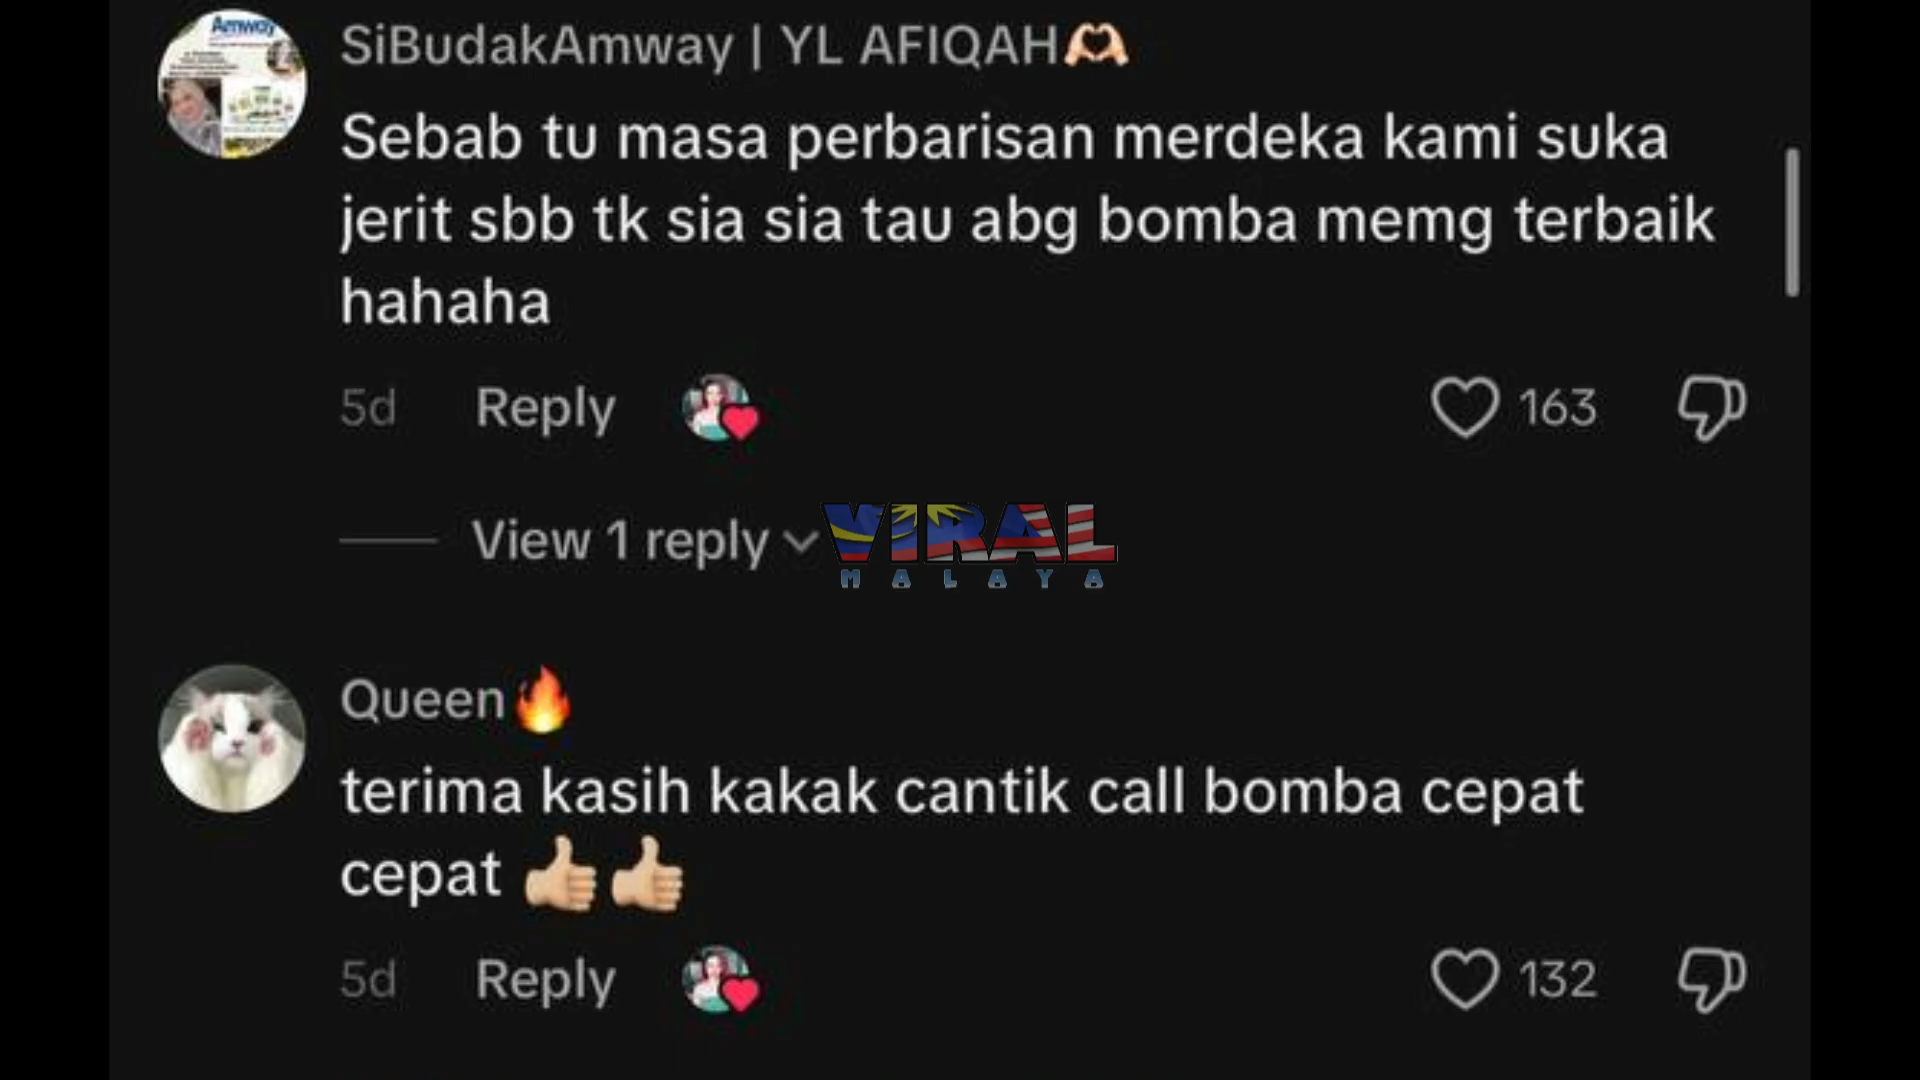 Amway
SiBudakAmway | YL AFIQAH🫶🏻
Sebab tu masa perbarisan merdeka kami suka
jerit sbb tk sia sia tau abg bomba memg terbaik
hahaha
5d Reply 163
View 1 reply
VIRAL
MALAYA
Queen🔥
terima kasih kakak cantik call bomba cepat
cepat 👍🏼👍🏼
5d Reply 132